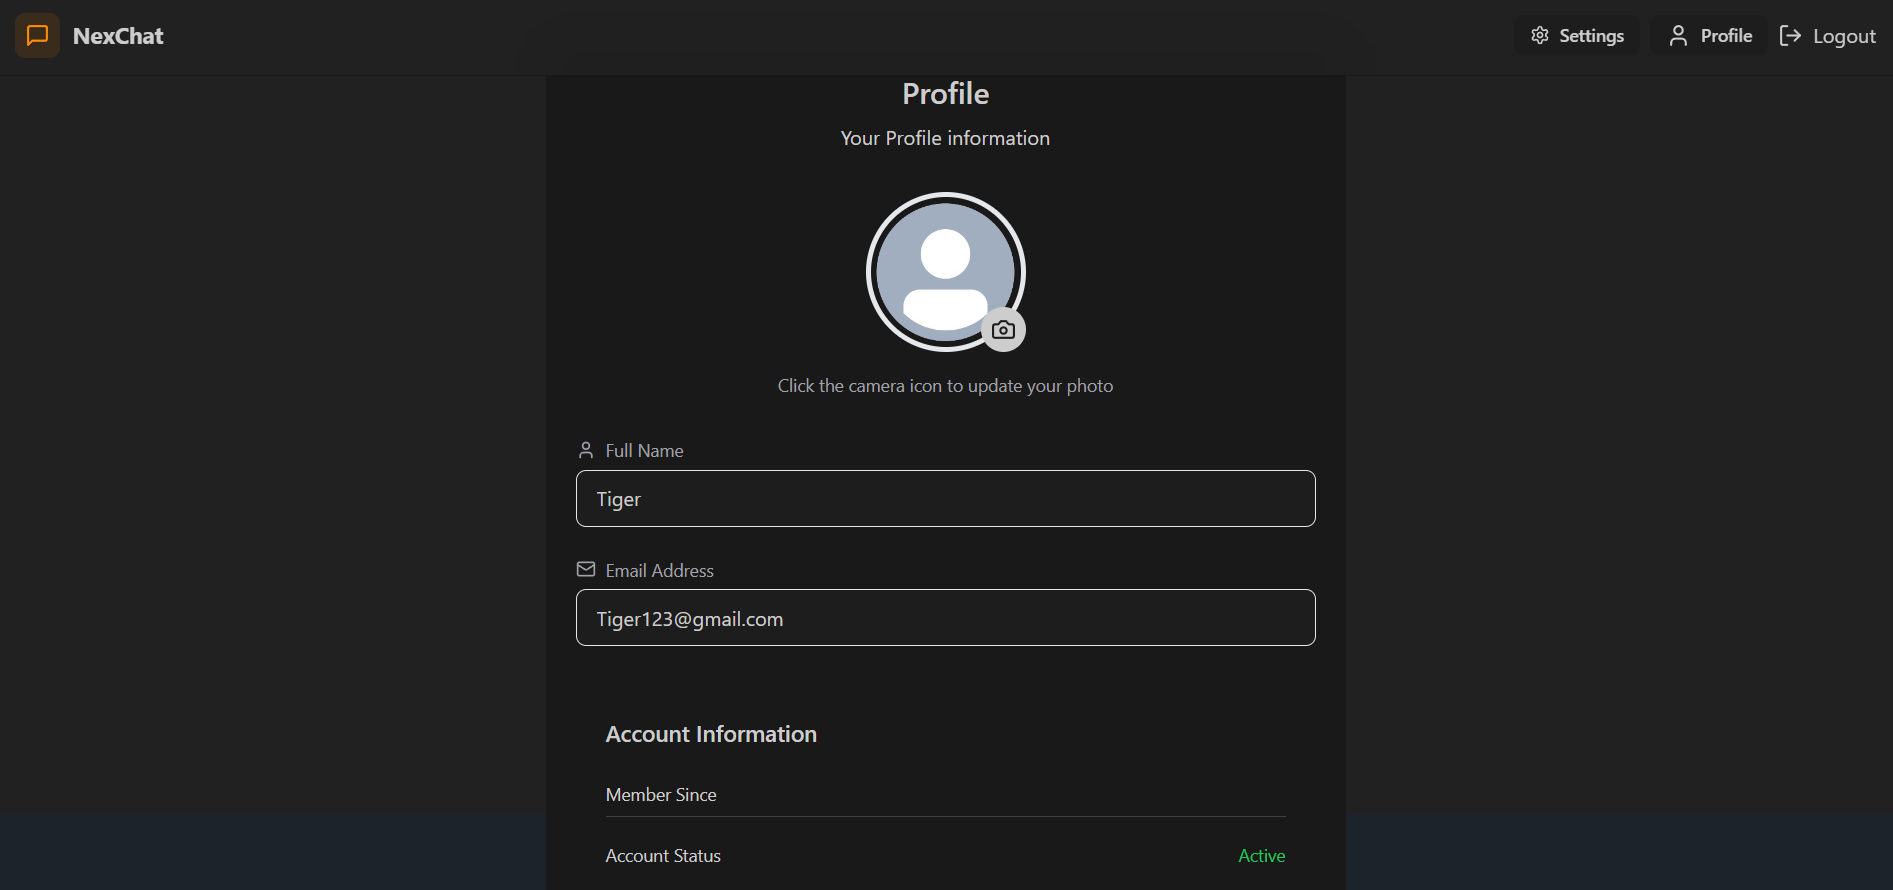 NexChat
Settings
Profile
Logout
Profile
Your Profile information
Click the camera icon to update your photo
Full Name
Tiger
Email Address
Tiger123@gmail.com
Account Information
Member Since
Account Status Active